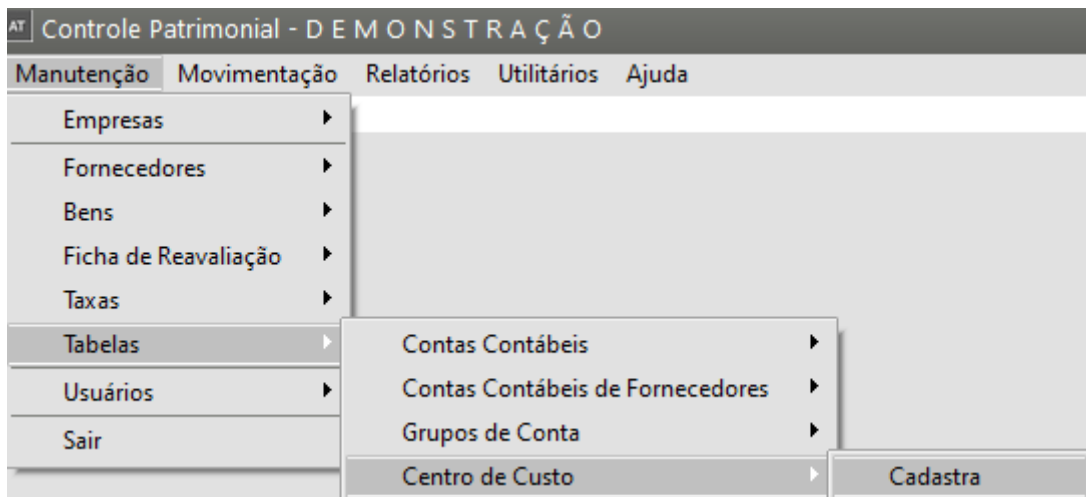 AT Controle Patrimonial - D E M O N S T R A Ç Ã O
Manutenção Movimentação Relatórios Utilitários Ajuda
Empresas
Fornecedores
Bens
Ficha de Reavaliação
Taxas
Tabelas
Usuários
Sair
Contas Contábeis
Contas Contábeis de Fornecedores
Grupos de Conta
Centro de Custo
Cadastra